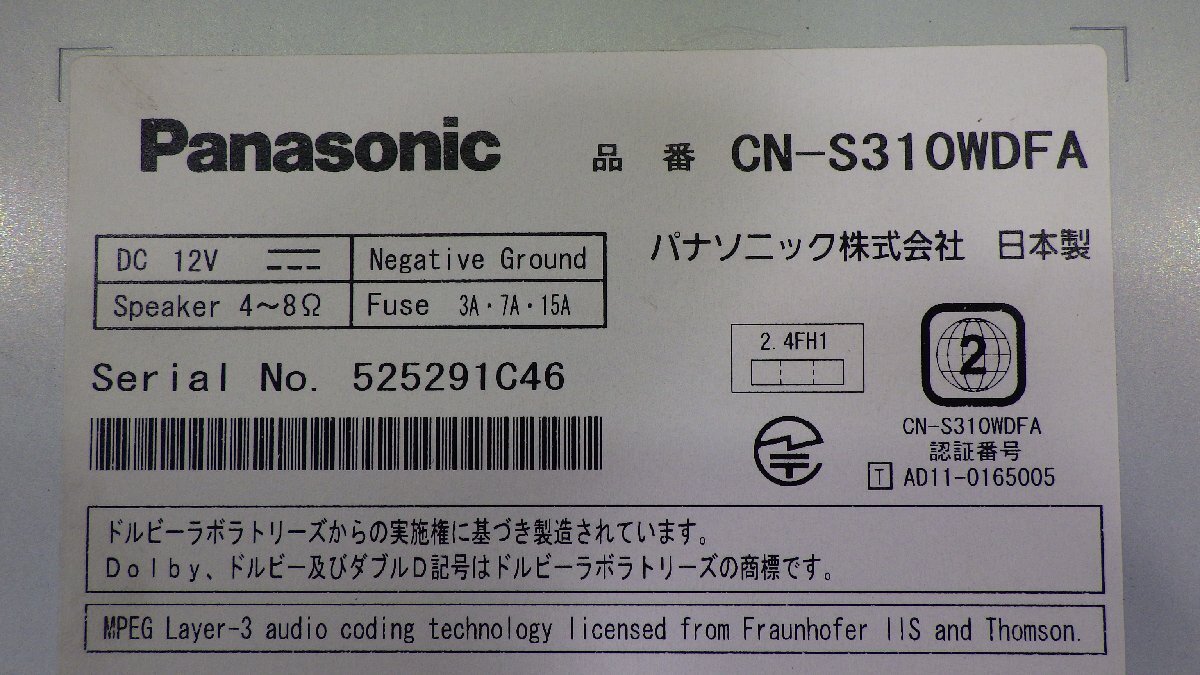 Panasonic 品 番 CN-S310WDFA
パナソニック株式会社 日本製
DC 12V Negative Ground
Speaker 4～8Ω Fuse 3A・7A・15A
2.4FH1
2
Serial No. 525291C46
CN-S310WDFA
認証番号
T AD11-0165005
ドルビーラボラトリーズからの実施権に基づき製造されています。
Dolby、ドルビー及びダブルD記号はドルビーラボラトリーズの商標です。
MPEG Layer-3 audio coding technology licensed from Fraunhofer IIS and Thomson.